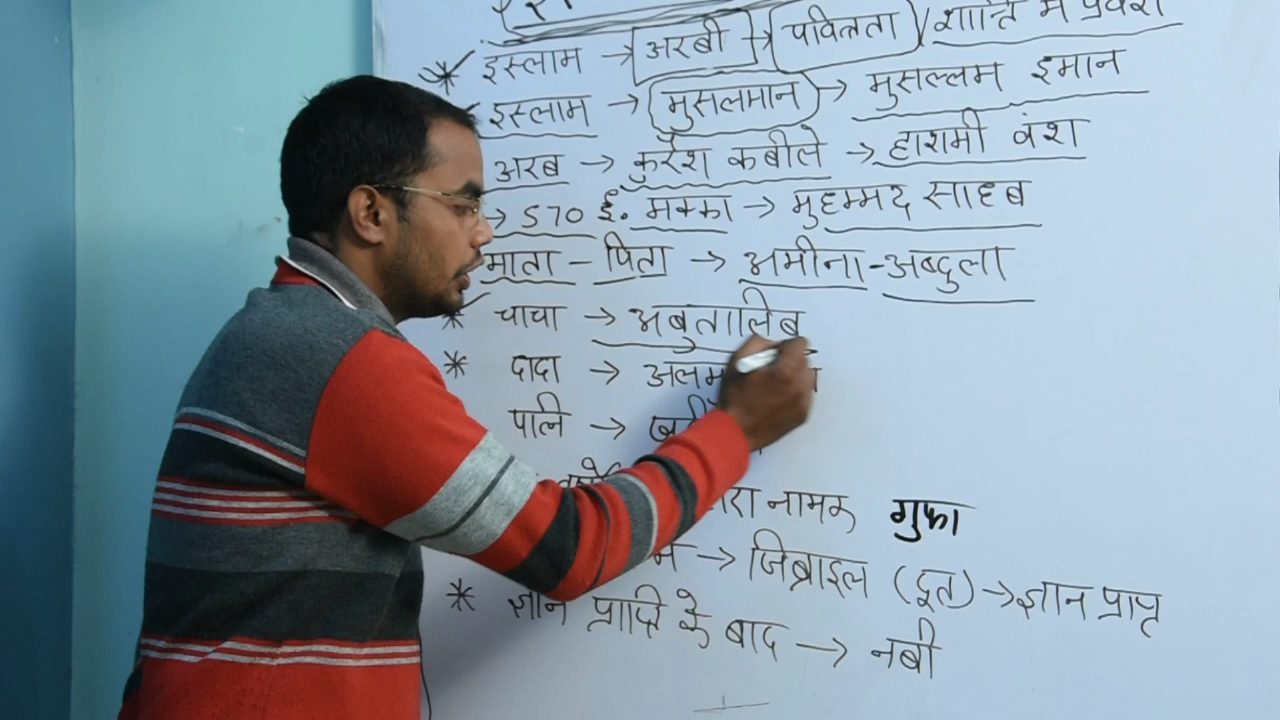 इस्लाम → अरबी → पवित्रता / शान्ति में प्रवेश
इस्लाम → मुसलमान → मुसल्लम इमान
अरब → कुरैश कबीले → हाशमी वंश
→ 570 ई. मक्का → मुहम्मद साहब
माता - पिता → अमीना - अब्दुला
चाचा → अबुतालिब
* दादा →
पत्नि →
नामक गुफा
→ जिब्राइल (दूत) → ज्ञान प्राप्त
* ज्ञान प्राप्ति के बाद → नबी